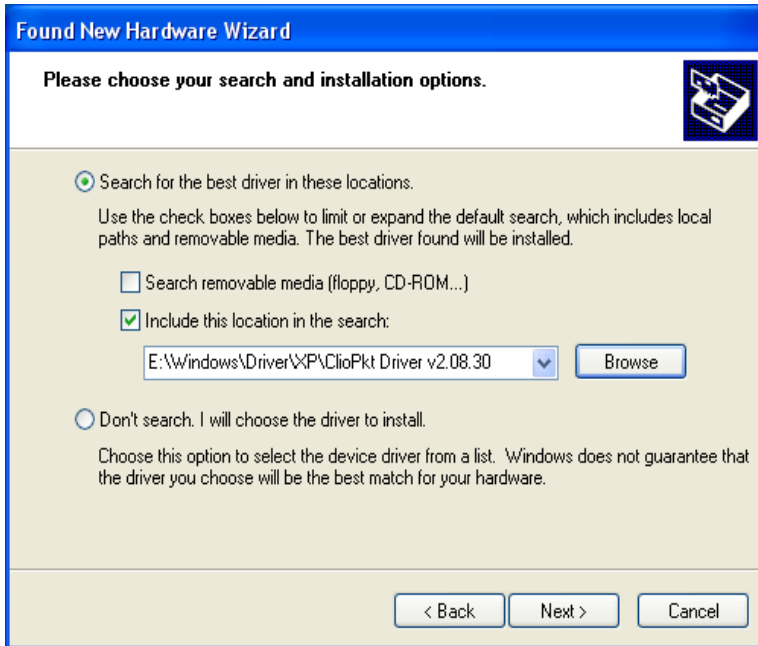 Found New Hardware Wizard
Please choose your search and installation options.
Search for the best driver in these locations.
Use the check boxes below to limit or expand the default search, which includes local
paths and removable media. The best driver found will be installed.
Search removable media (floppy, CD-ROM...)
Include this location in the search:
E:\Windows\Driver\XP\ClioPkt Driver v2.08.30
Browse
Don't search. I will choose the driver to install.
Choose this option to select the device driver from a list.  Windows does not guarantee that
the driver you choose will be the best match for your hardware.
< Back
Next >
Cancel